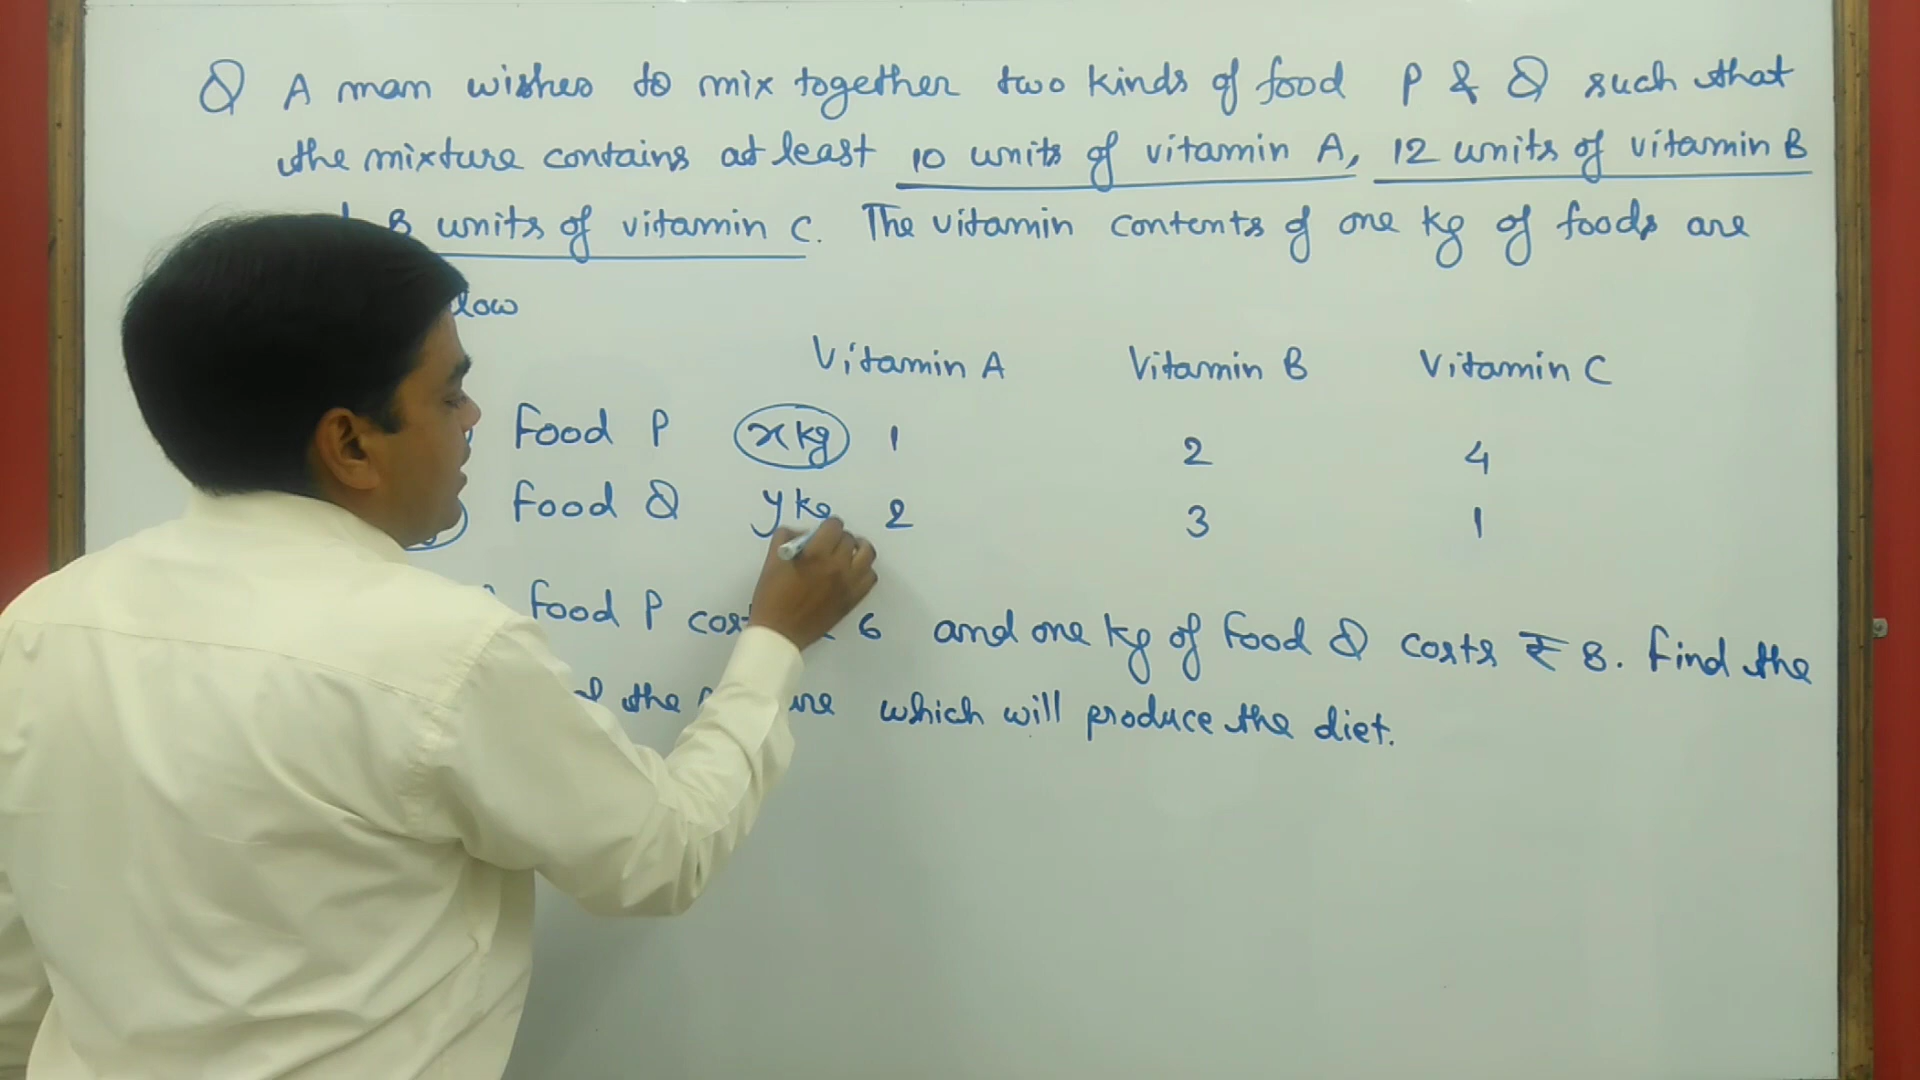 Q A man wishes to mix together two kinds of food P & Q such that
the mixture contains at least 10 units of vitamin A, 12 units of vitamin B
8 units of vitamin C. The vitamin contents of one kg of foods are
Vitamin A Vitamin B Vitamin C
Food P x kg 1 2 4
Food Q y kg 2 3 1
food P 6 and one kg of Food Q costs ₹ 8. Find the
the which will produce the diet.